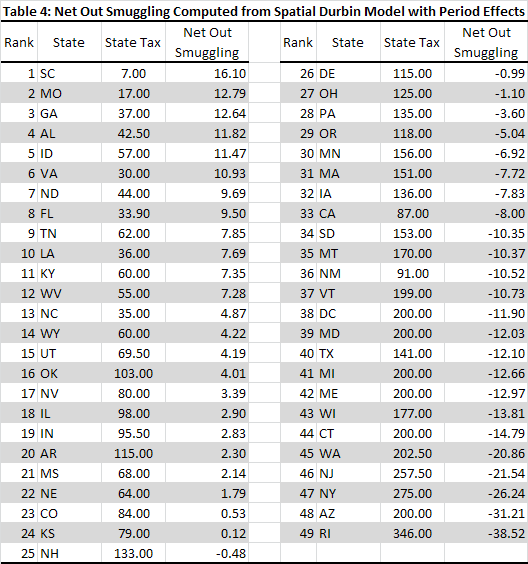 Table 4: Net Out Smuggling Computed from Spatial Durbin Model with Period Effects
Rank State State Tax Net Out Smuggling Rank State State Tax Net Out Smuggling
1 SC 7.00 16.10 26 DE 115.00 -0.99
2 MO 17.00 12.79 27 OH 125.00 -1.10
3 GA 37.00 12.64 28 PA 135.00 -3.60
4 AL 42.50 11.82 29 OR 118.00 -5.04
5 ID 57.00 11.47 30 MN 156.00 -6.92
6 VA 30.00 10.93 31 MA 151.00 -7.72
7 ND 44.00 9.69 32 IA 136.00 -7.83
8 FL 33.90 9.50 33 CA 87.00 -8.00
9 TN 62.00 7.85 34 SD 153.00 -10.35
10 LA 36.00 7.69 35 MT 170.00 -10.37
11 KY 60.00 7.35 36 NM 91.00 -10.52
12 WV 55.00 7.28 37 VT 199.00 -10.73
13 NC 35.00 4.87 38 DC 200.00 -11.90
14 WY 60.00 4.22 39 MD 200.00 -12.03
15 UT 69.50 4.19 40 TX 141.00 -12.10
16 OK 103.00 4.01 41 MI 200.00 -12.66
17 NV 80.00 3.39 42 ME 200.00 -12.97
18 IL 98.00 2.90 43 WI 177.00 -13.81
19 IN 95.50 2.83 44 CT 200.00 -14.79
20 AR 115.00 2.30 45 WA 202.50 -20.86
21 MS 68.00 2.14 46 NJ 257.50 -21.54
22 NE 64.00 1.79 47 NY 275.00 -26.24
23 CO 84.00 0.53 48 AZ 200.00 -31.21
24 KS 79.00 0.12 49 RI 346.00 -38.52
25 NH 133.00 -0.48